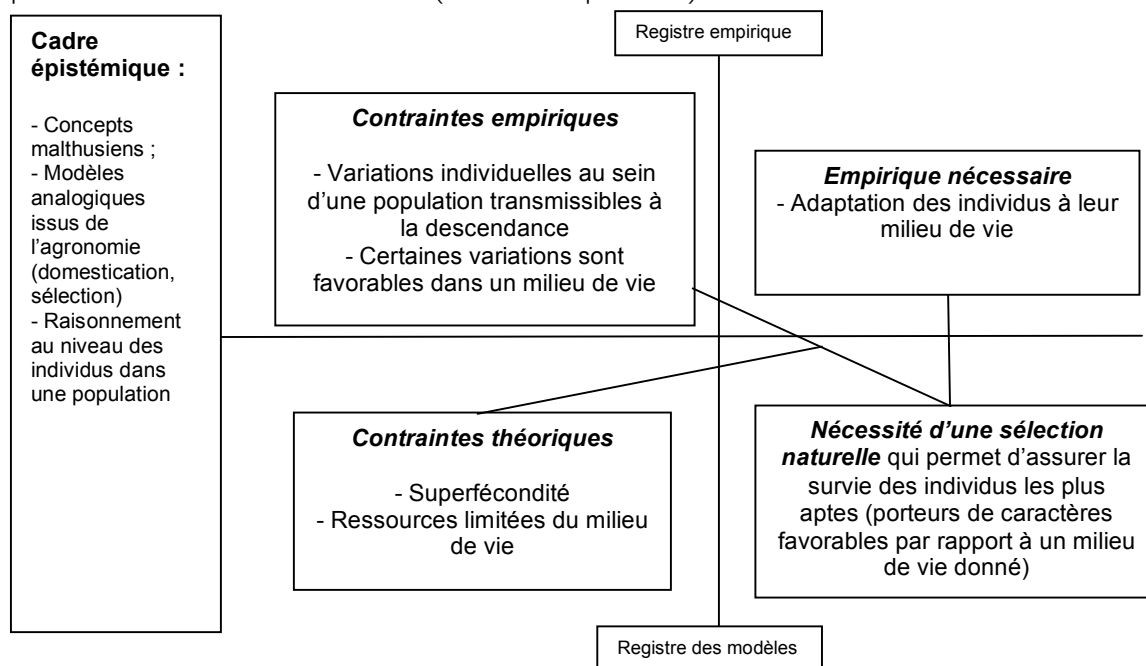 Cadre
épistémique :
- Concepts
malthusiens ;
- Modèles
analogiques
issus de
l’agronomie
(domestication,
sélection)
- Raisonnement
au niveau des
individus dans
une population
Registre empirique
Contraintes empiriques
- Variations individuelles au sein
d’une population transmissibles à
la descendance
- Certaines variations sont
favorables dans un milieu de vie
Empirique nécessaire
- Adaptation des individus à leur
milieu de vie
Contraintes théoriques
- Superfécondité
- Ressources limitées du milieu
de vie
Nécessité d’une sélection
naturelle qui permet d’assurer la
survie des individus les plus
aptes (porteurs de caractères
favorables par rapport à un milieu
de vie donné)
Registre des modèles